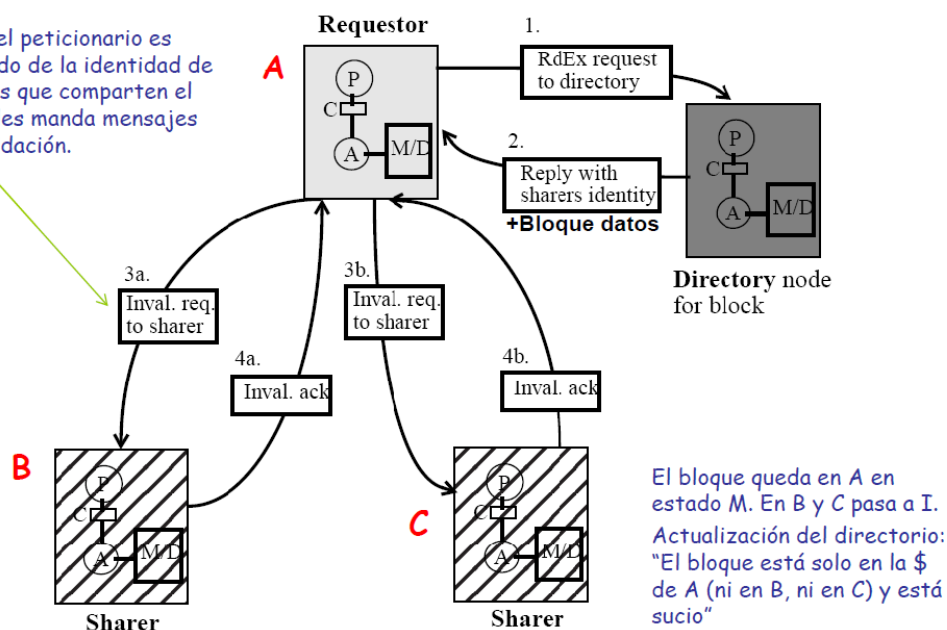 Requestor
1.
el peticionario es
do de la identidad de
s que comparten el
es manda mensajes
dación.
A
P
C
A
M/D
RdEx request
to directory
2.
Reply with
sharers identity
+Bloque datos
P
C
A
M/D
Directory node
for block
3a.
Inval. req.
to sharer
3b.
Inval. req.
to sharer
4a.
Inval. ack
4b.
Inval. ack
B
P
C
A
M/D
Sharer
C
P
C
A
M/D
Sharer
El bloque queda en A en
estado M. En B y C pasa a I.
Actualización del directorio:
“El bloque está solo en la $
de A (ni en B, ni en C) y está
sucio”